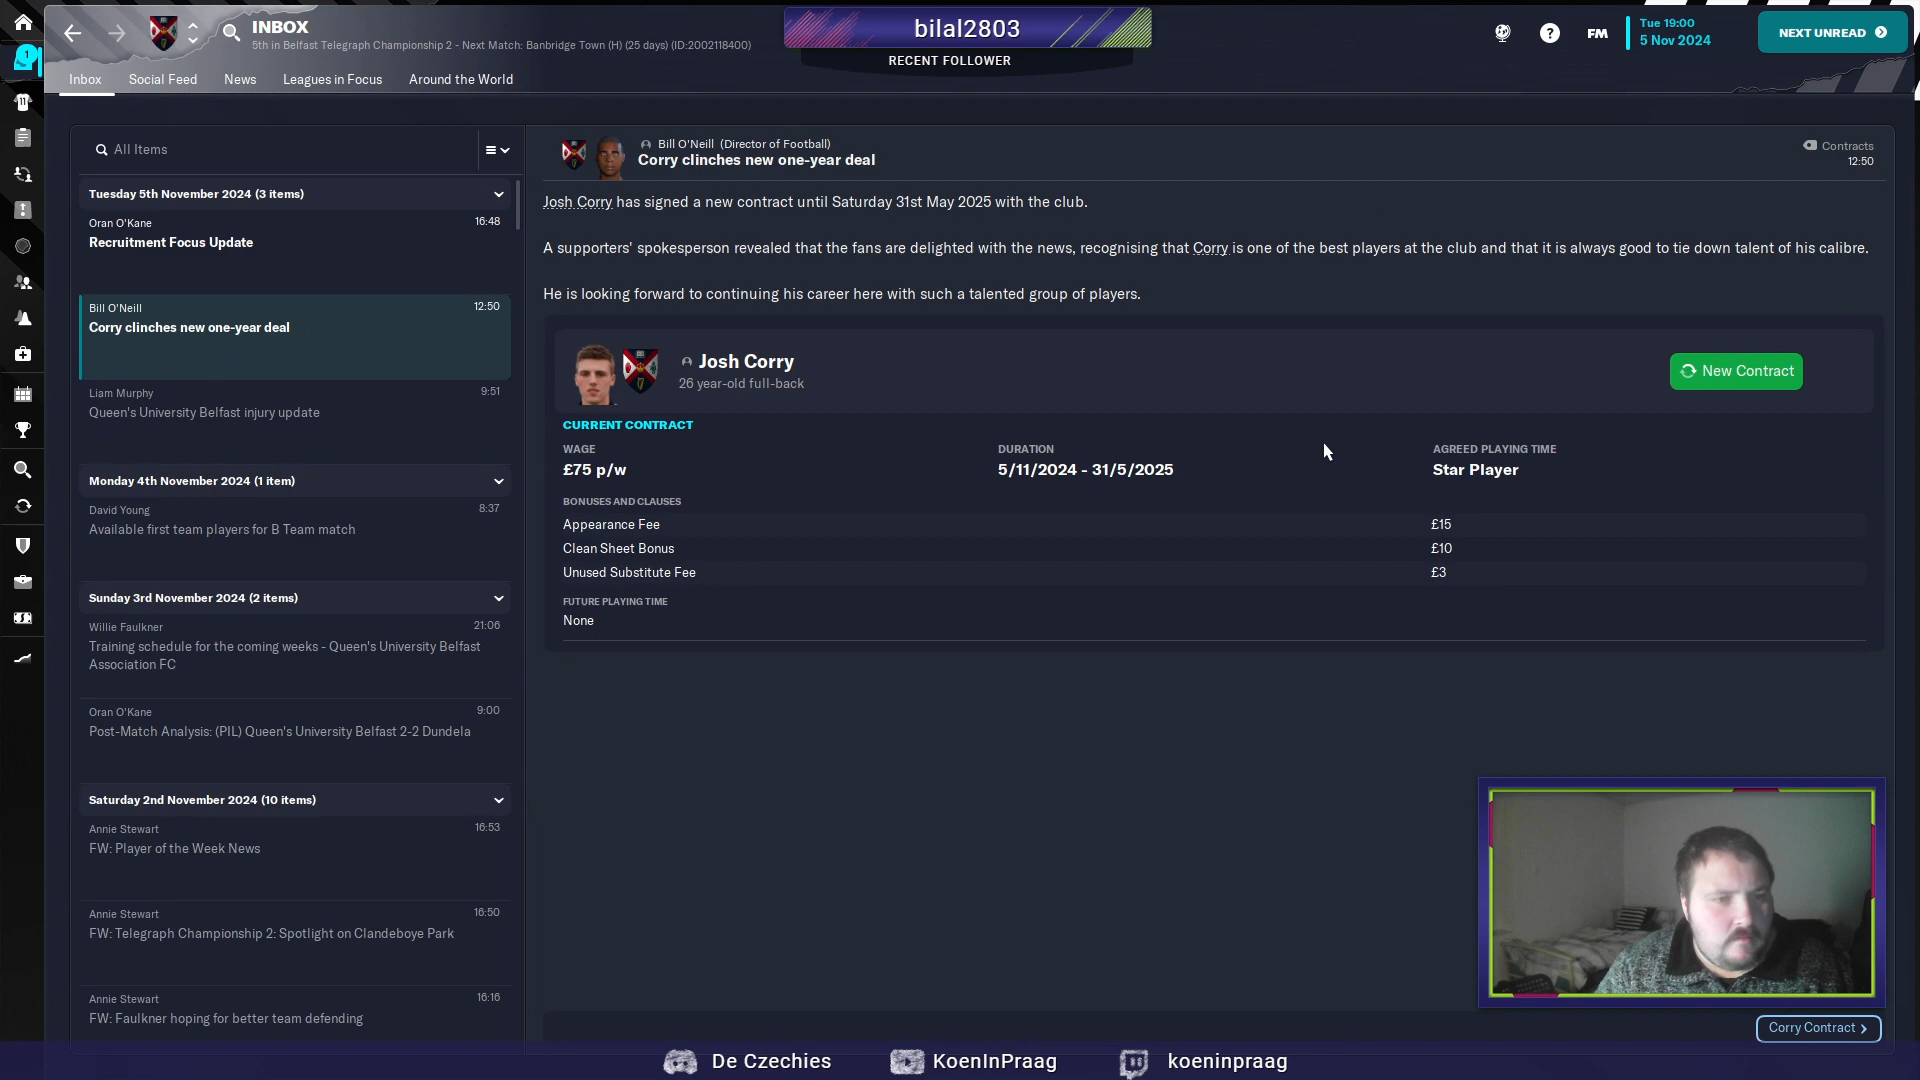 INBOX
5th in Belfast Telegraph Championship 2 - Next Match: Banbridge Town (H) (25 days) (ID:2002118400)
bilal2803
RECENT FOLLOWER
FM
Tue 19:00
5 Nov 2024
NEXT UNREAD
1
11
Inbox
Social Feed
News
Leagues in Focus
Around the World
All Items
Tuesday 5th November 2024 (3 items)
Oran O'Kane
16:48
Recruitment Focus Update
Bill O'Neill
12:50
Corry clinches new one-year deal
Liam Murphy
9:51
Queen's University Belfast injury update
Monday 4th November 2024 (1 item)
David Young
8:37
Available first team players for B Team match
Sunday 3rd November 2024 (2 items)
Willie Faulkner
21:06
Training schedule for the coming weeks - Queen's University Belfast
Association FC
Oran O'Kane
9:00
Post-Match Analysis: (PIL) Queen's University Belfast 2-2 Dundela
Saturday 2nd November 2024 (10 items)
Annie Stewart
16:53
FW: Player of the Week News
Annie Stewart
16:50
FW: Telegraph Championship 2: Spotlight on Clandeboye Park
Annie Stewart
16:16
FW: Faulkner hoping for better team defending
Bill O'Neill (Director of Football)
Corry clinches new one-year deal
Contracts
12:50
Josh Corry has signed a new contract until Saturday 31st May 2025 with the club.
A supporters' spokesperson revealed that the fans are delighted with the news, recognising that Corry is one of the best players at the club and that it is always good to tie down talent of his calibre.
He is looking forward to continuing his career here with such a talented group of players.
Josh Corry
26 year-old full-back
New Contract
CURRENT CONTRACT
WAGE
£75 p/w
DURATION
5/11/2024 - 31/5/2025
AGREED PLAYING TIME
Star Player
BONUSES AND CLAUSES
Appearance Fee
£15
Clean Sheet Bonus
£10
Unused Substitute Fee
£3
FUTURE PLAYING TIME
None
Corry Contract
De Czechies
KoenInPraag
koeninpraag